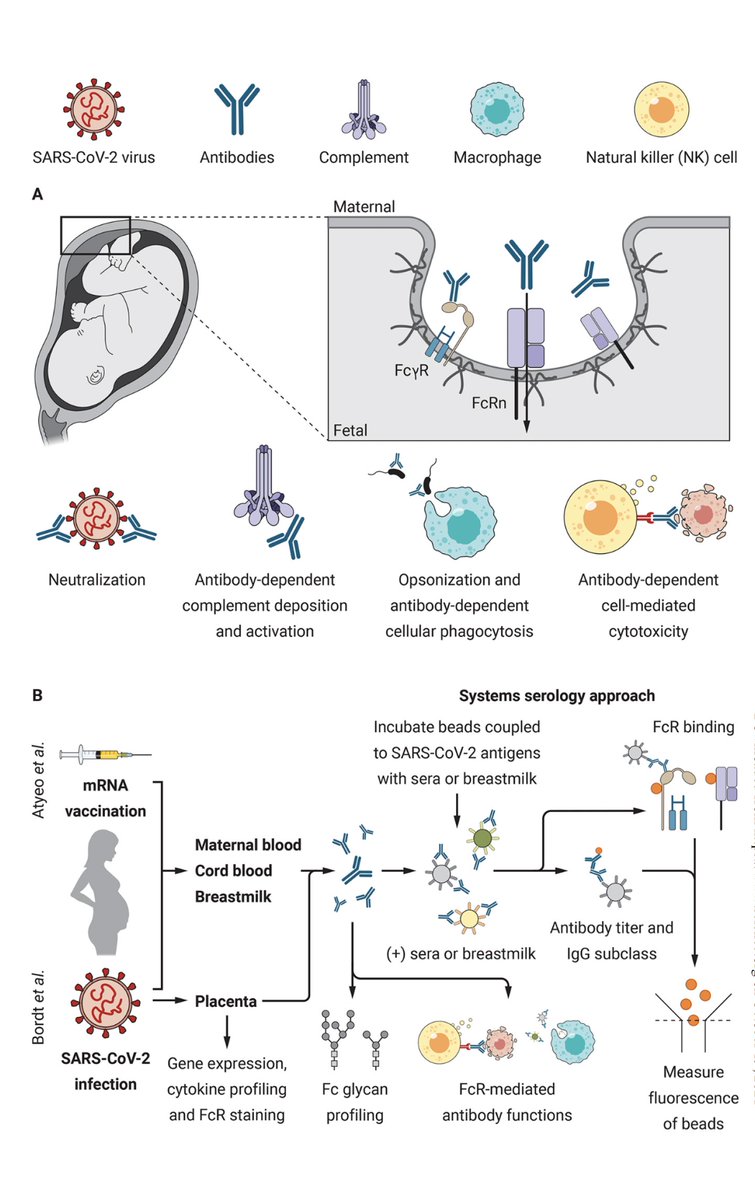 SARS-CoV-2 virus
Antibodies
Complement
Macrophage
Natural killer (NK) cell
A
Maternal
FcγR
FcRn
Fetal
Neutralization
Antibody-dependent
complement deposition
and activation
Opsonization and
antibody-dependent
cellular phagocytosis
Antibody-dependent
cell-mediated
cytotoxicity
B
Systems serology approach
Atyeo et al.
mRNA
vaccination
Maternal blood
Cord blood
Breastmilk
Incubate beads coupled
to SARS-CoV-2 antigens
with sera or breastmilk
FcR binding
(+) sera or breastmilk
Antibody titer and
IgG subclass
Bordt et al.
SARS-CoV-2
infection
Placenta
Gene expression,
cytokine profiling
and FcR staining
Fc glycan
profiling
FcR-mediated
antibody functions
Measure
fluorescence
of beads